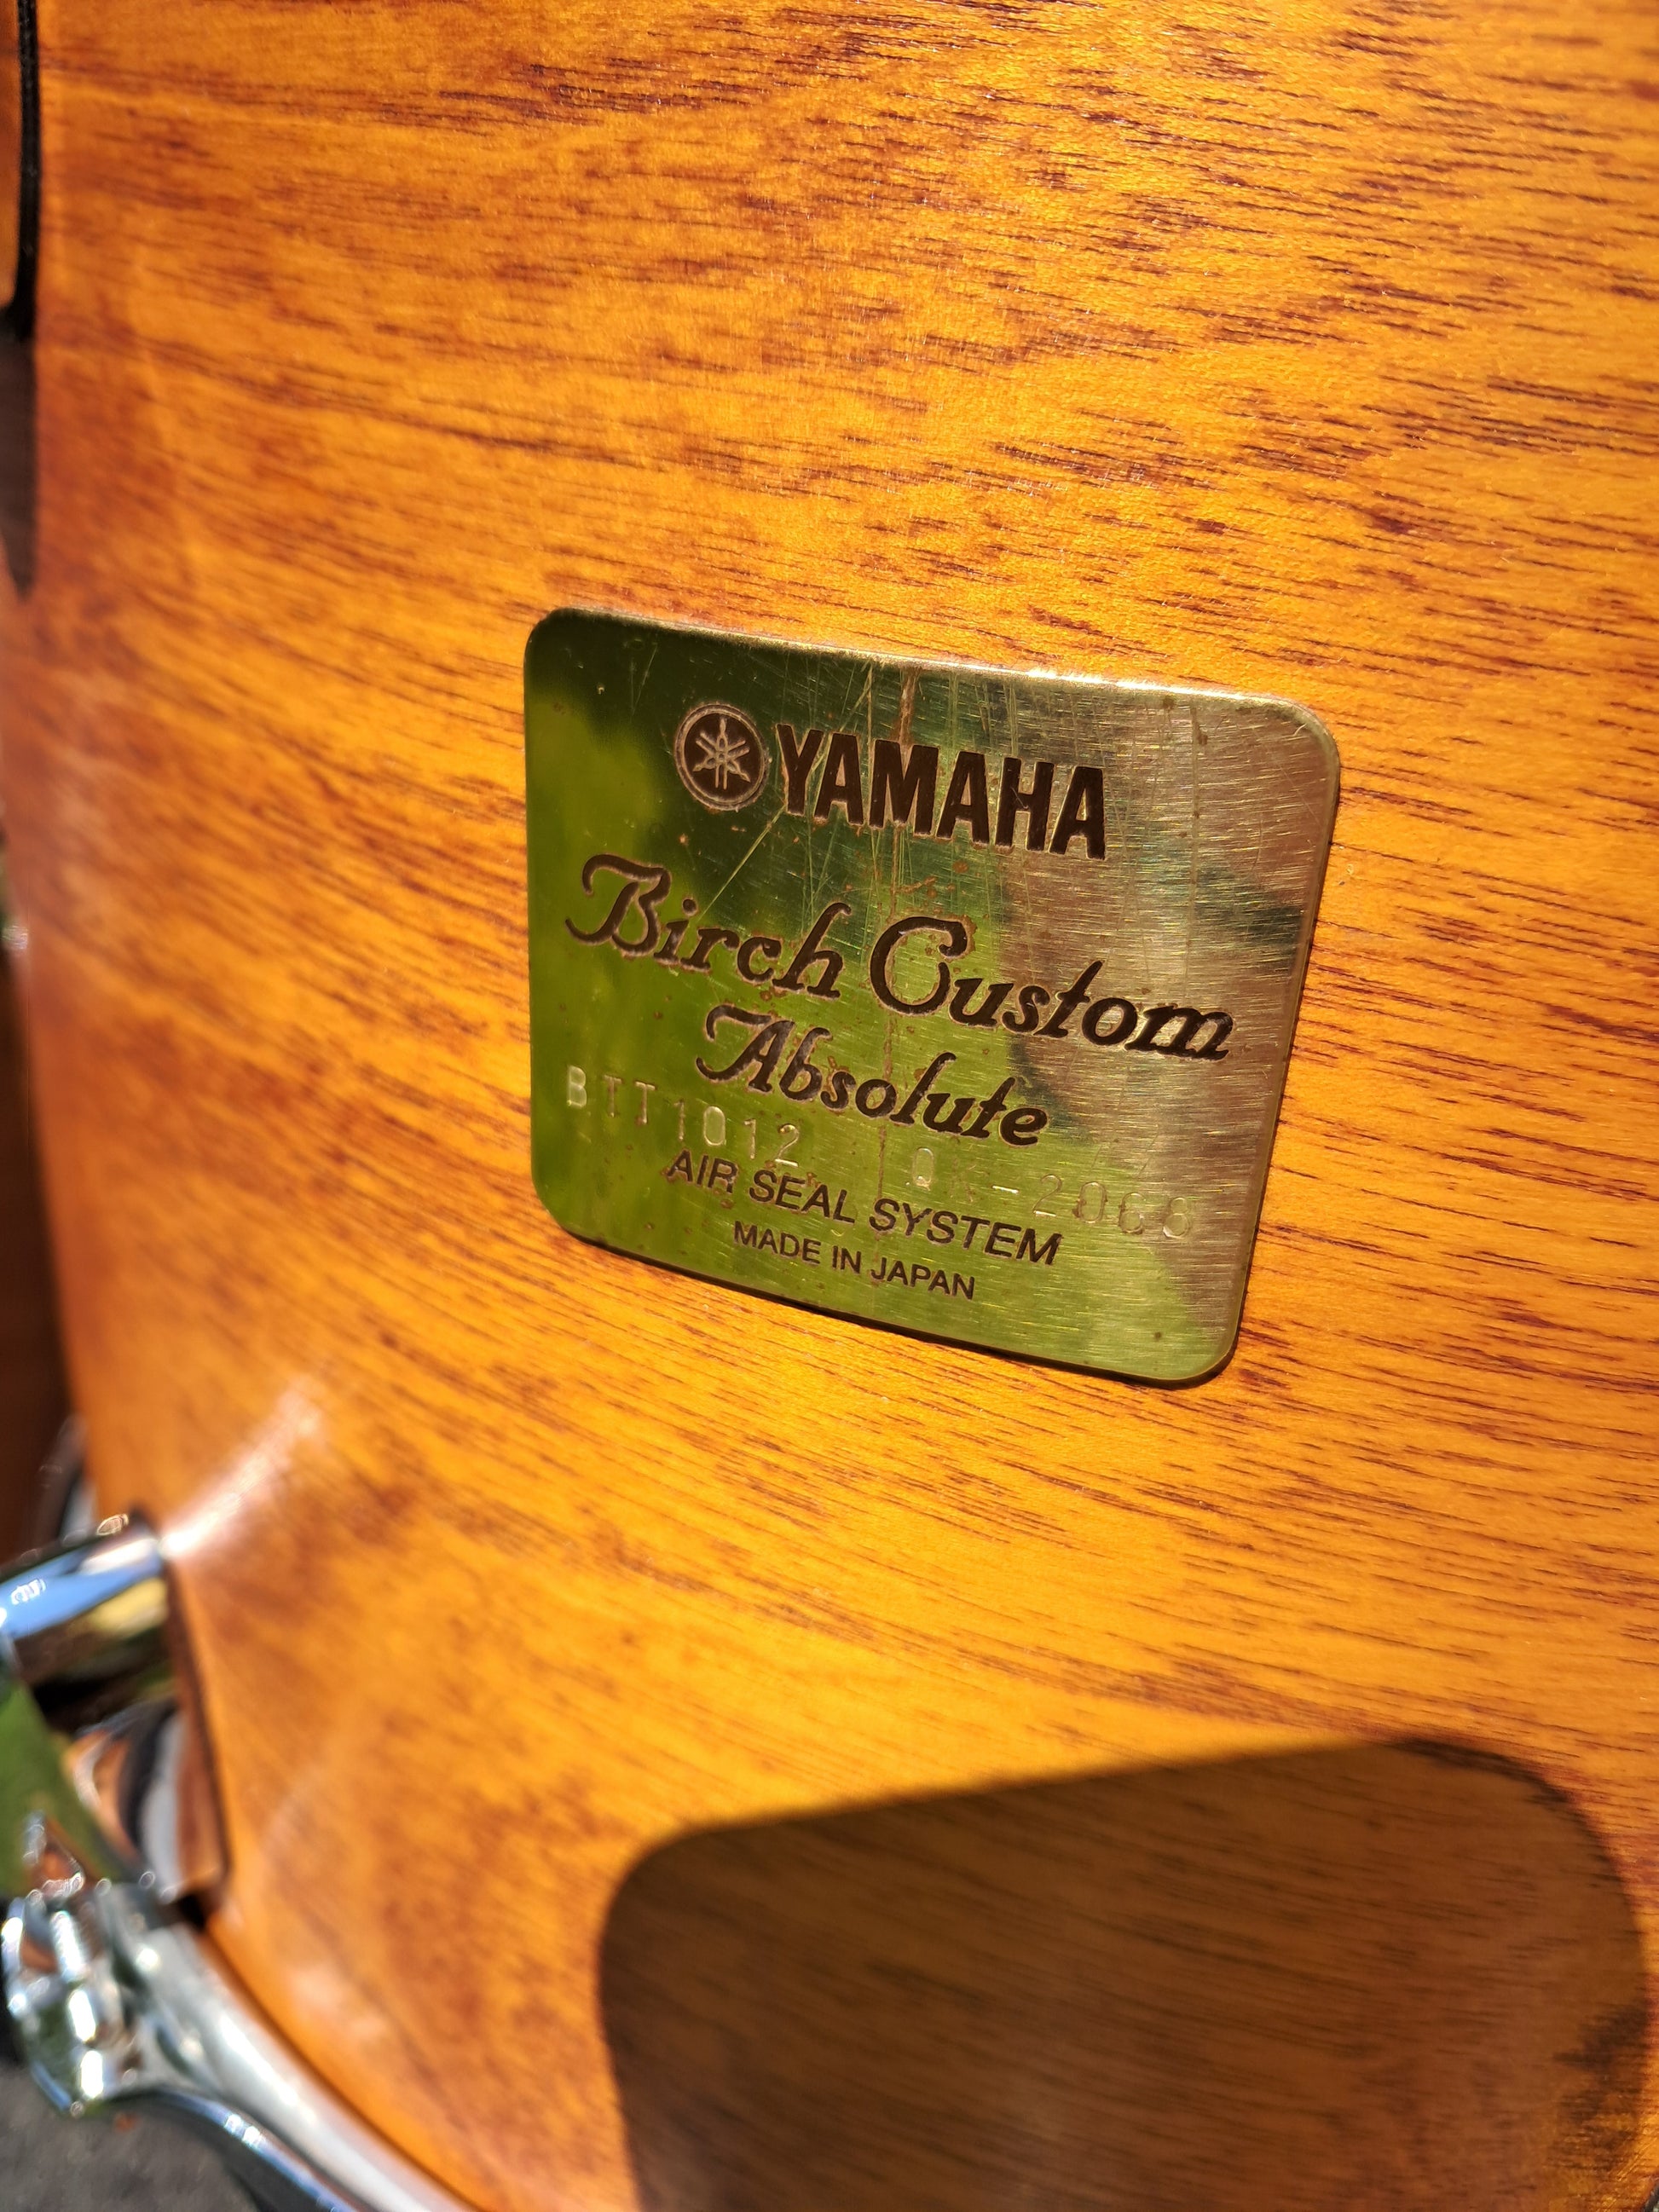 YAMAHA
Birch Custom
Absolute
BTT1012
AIR SEAL SYSTEM
MADE IN JAPAN